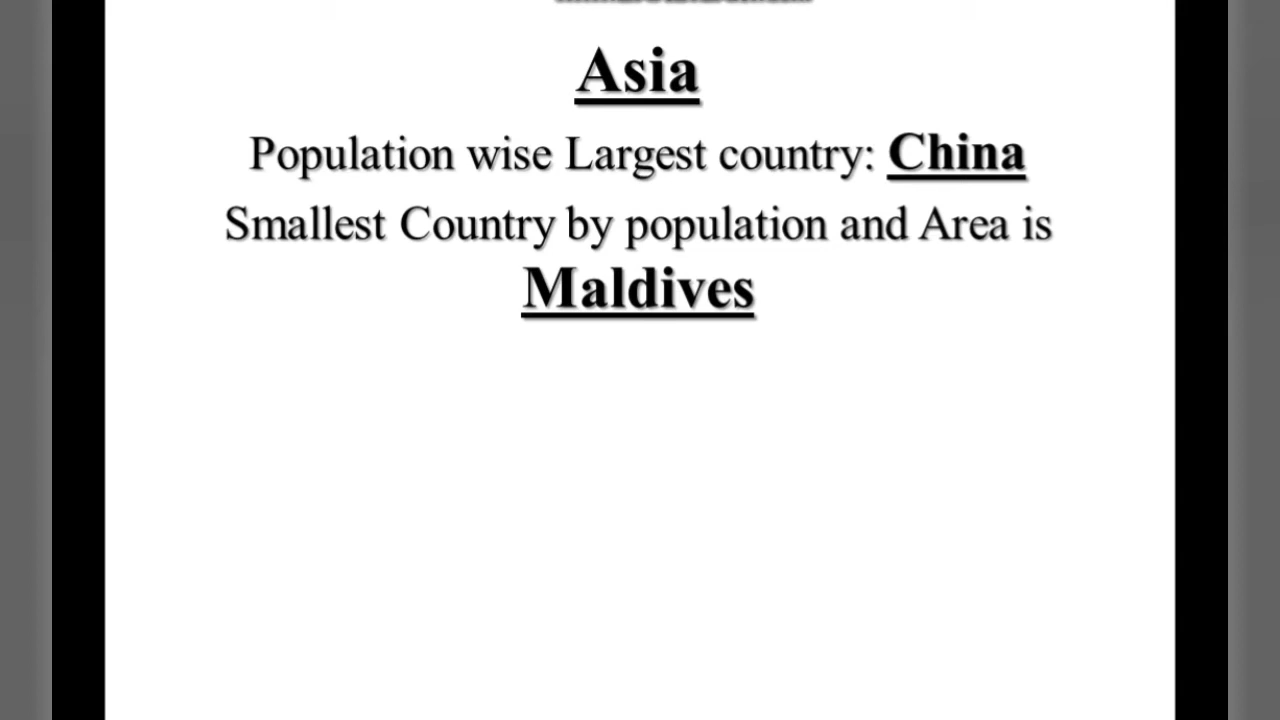 Asia
Population wise Largest country: China
Smallest Country by population and Area is
Maldives